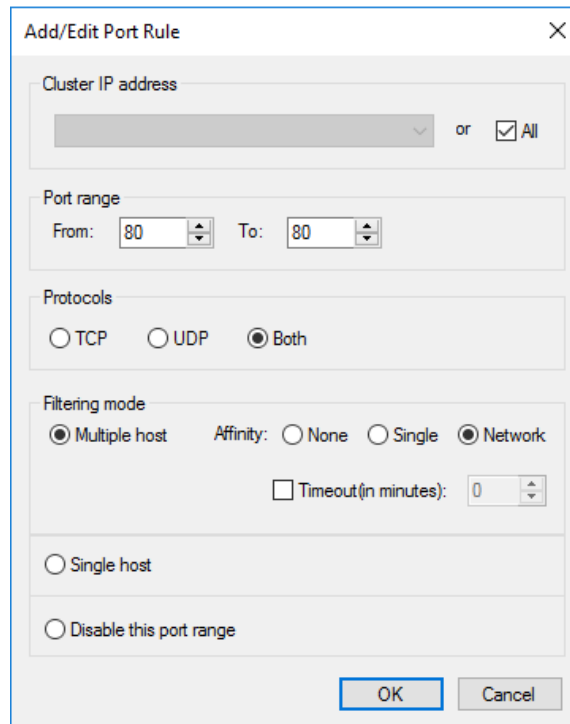 Add/Edit Port Rule
Cluster IP address
or All
Port range
From: 80 To: 80
Protocols
TCP UDP Both
Filtering mode
Multiple host Affinity: None Single Network
Timeout(in minutes): 0
Single host
Disable this port range
OK Cancel